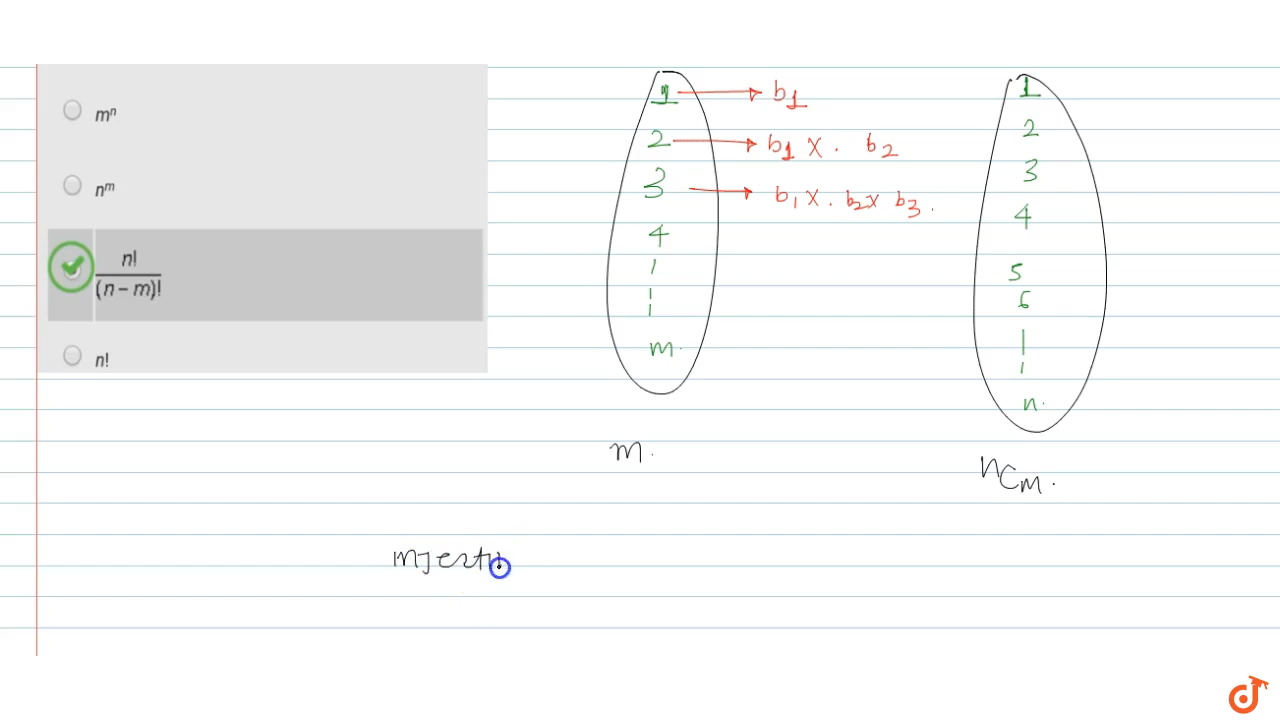 mⁿ
nᵐ
n!
(n – m)!
n!
1 → b1
2 → b1 X . b2
3 → b1 X . b2 X b3 .
4
m.
1
2
3
4
5
6
n.
m.
nCm.
d